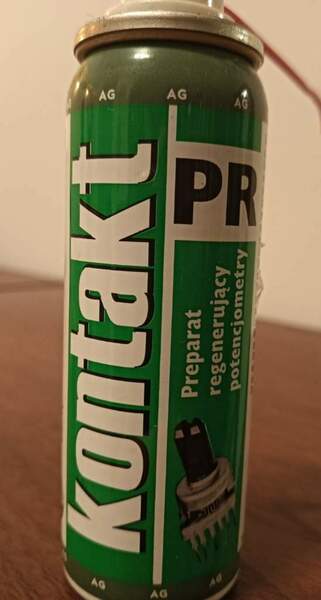 AG AG AG
kontakt
PR
Preparat
regenerujący
potencjometry
AG AG AG